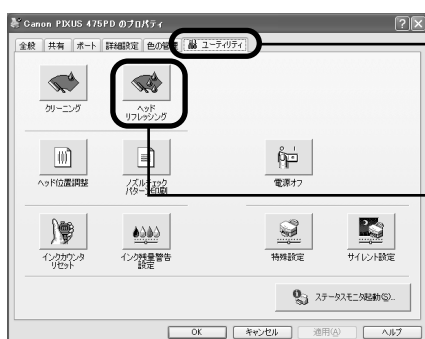 Canon PIXUS 475PD のプロパティ
全般 共有 ポート 詳細設定 色の管理 ユーティリティ
クリーニング
ヘッド
リフレッシング
ヘッド位置調整
ノズルチェック
パターン印刷
電源オフ
インクカウンタ
リセット
インク残量警告
設定
特殊設定
サイレント設定
ステータスモニタ起動(S)...
OK キャンセル 適用(A) ヘルプ